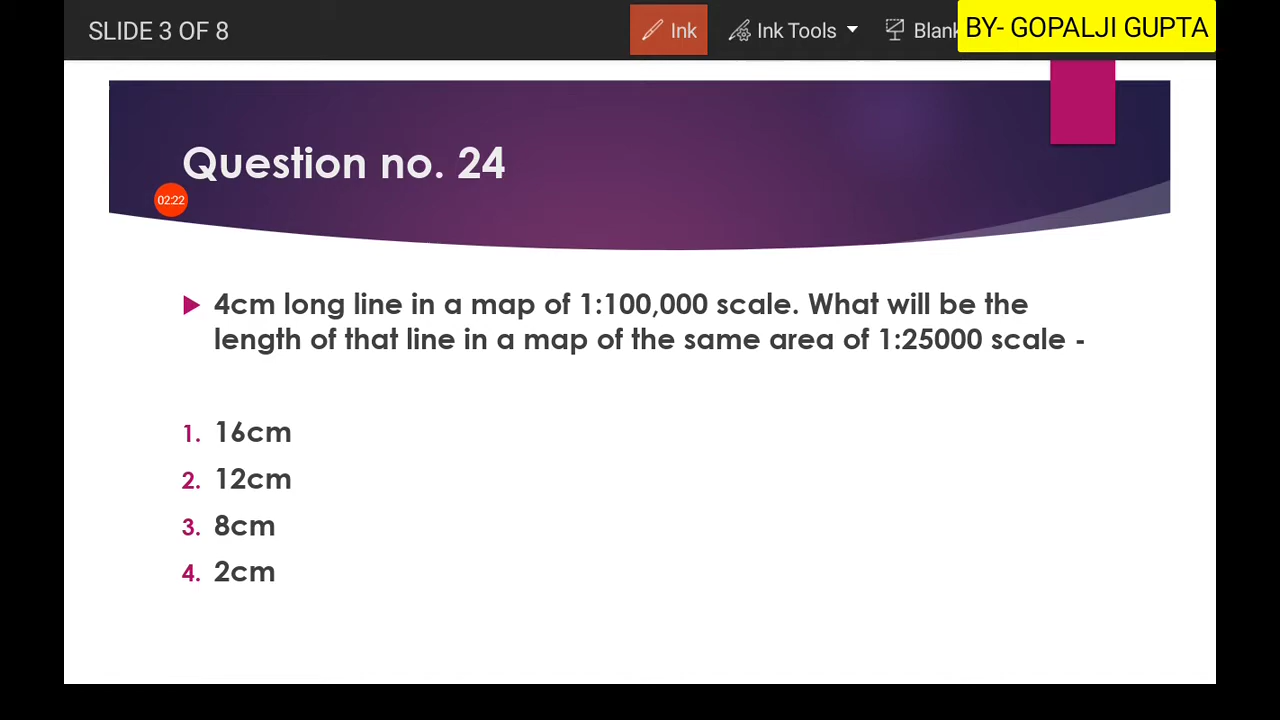 SLIDE 3 OF 8
Ink
Ink Tools
Blank
BY- GOPALJI GUPTA
Question no. 24
02:22
4cm long line in a map of 1:100,000 scale. What will be the
length of that line in a map of the same area of 1:25000 scale -
1. 16cm
2. 12cm
3. 8cm
4. 2cm